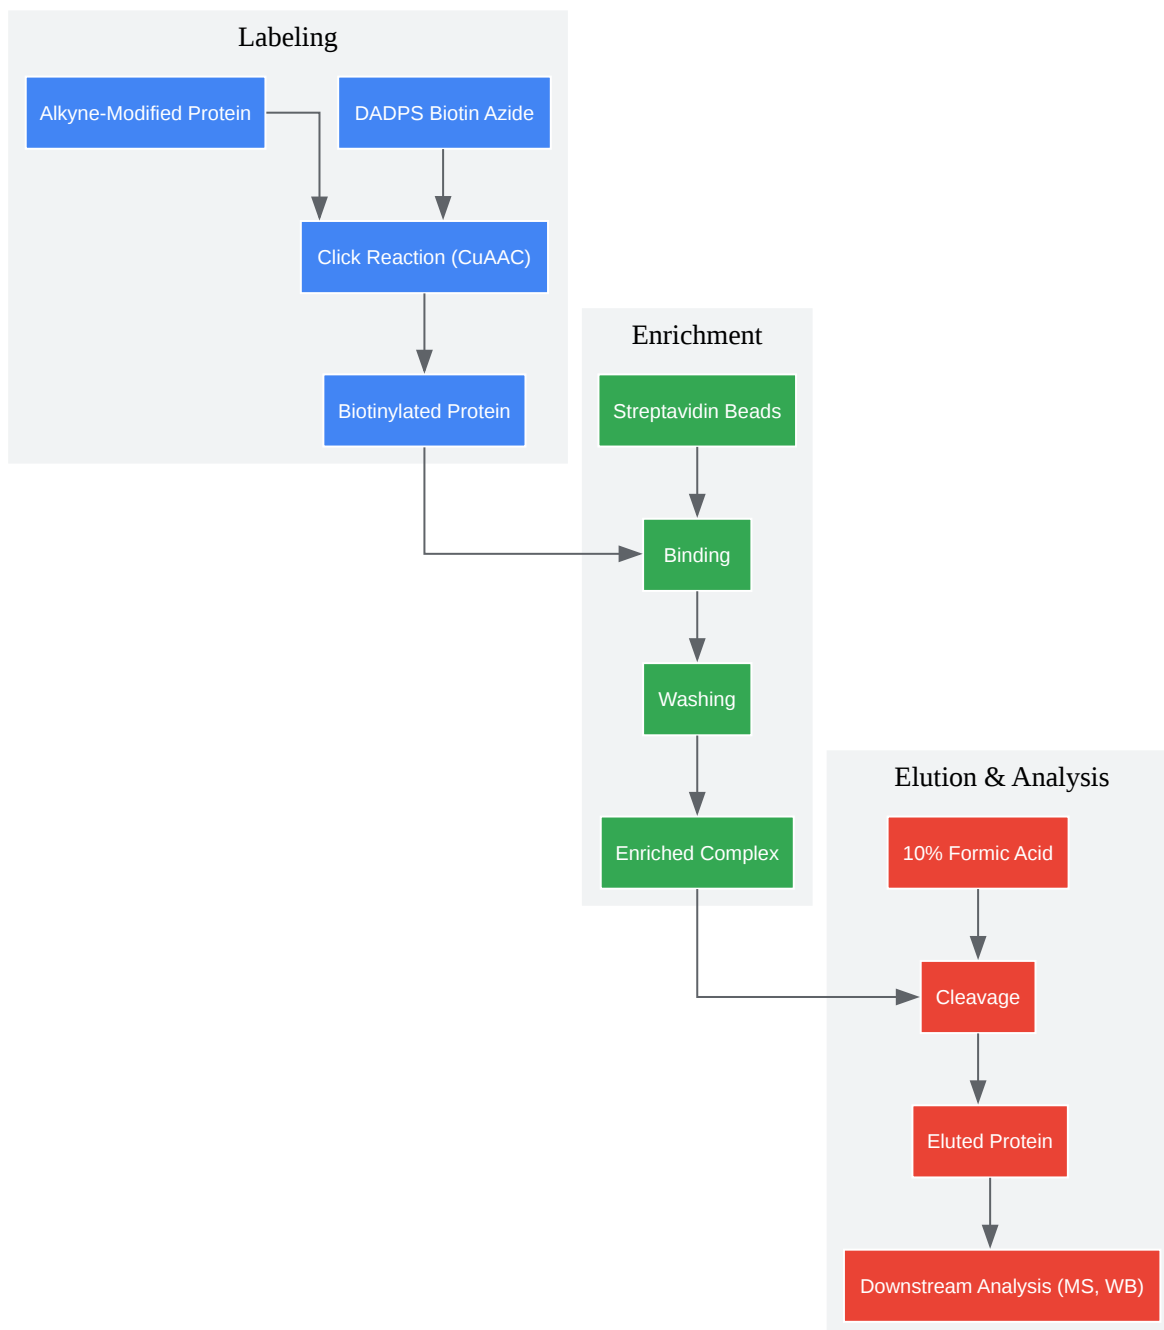 Labeling
Alkyne-Modified Protein
DADPS Biotin Azide
Click Reaction (CuAAC)
Biotinylated Protein
Enrichment
Streptavidin Beads
Binding
Washing
Enriched Complex
Elution & Analysis
10% Formic Acid
Cleavage
Eluted Protein
Downstream Analysis (MS, WB)